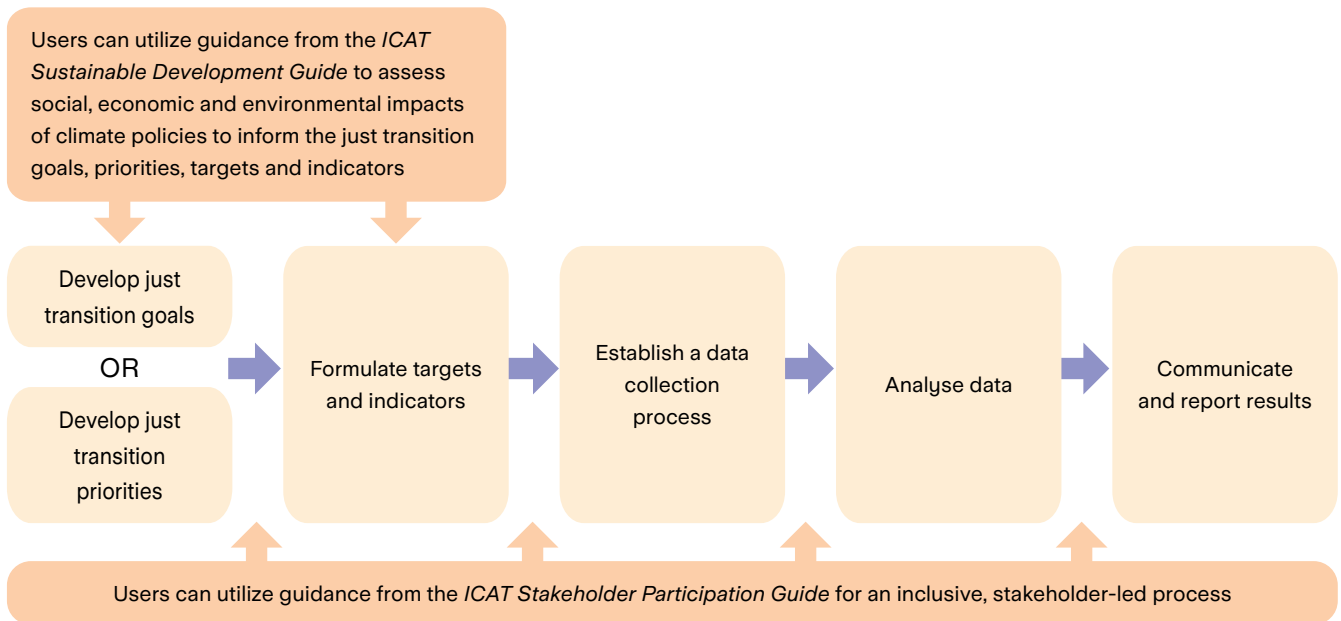 Users can utilize guidance from the ICAT
Sustainable Development Guide to assess
social, economic and environmental impacts
of climate policies to inform the just transition
goals, priorities, targets and indicators
Develop just
transition goals
OR
Develop just
transition
priorities
Formulate targets
and indicators
Establish a data
collection
process
Analyse data
Communicate
and report results
Users can utilize guidance from the ICAT Stakeholder Participation Guide for an inclusive, stakeholder-led process